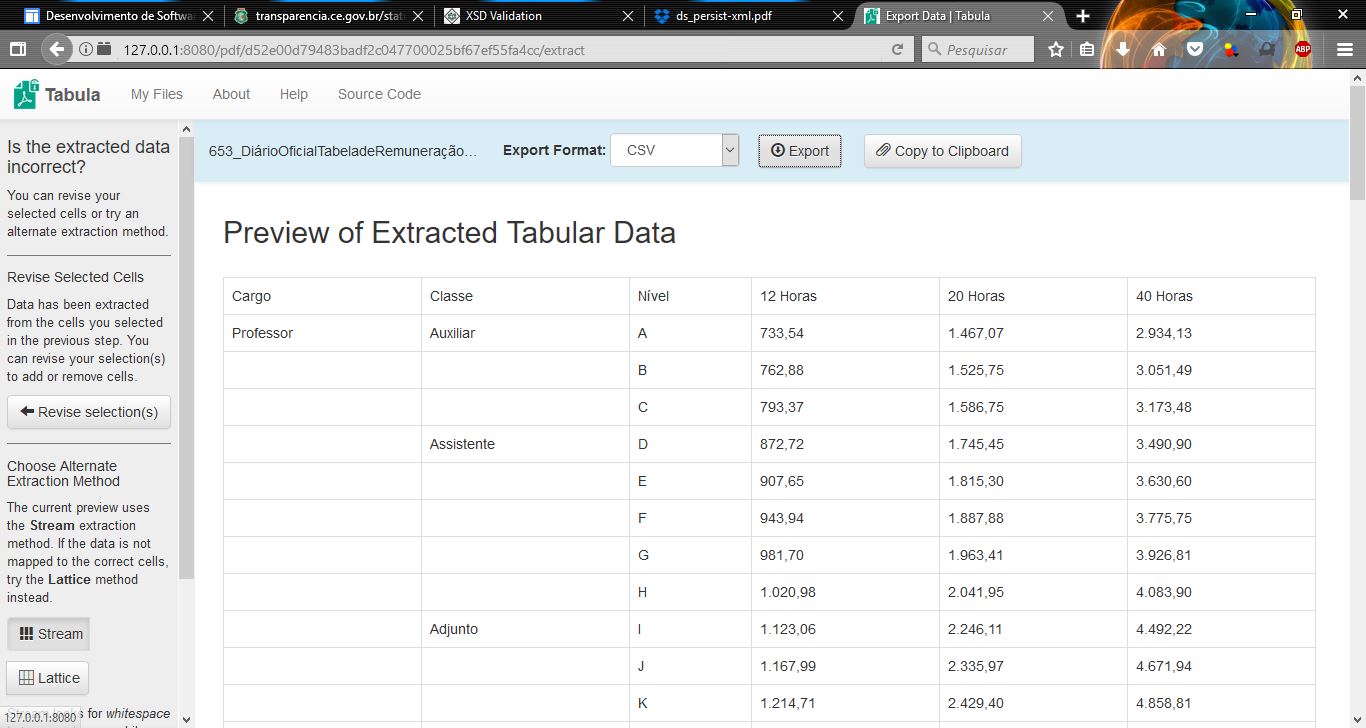 Desenvolvimento de Softwa
transparencia.ce.gov.br/stati
XSD Validation
ds_persist-xml.pdf
Export Data | Tabula
127.0.0.1:8080/pdf/d52e00d79483badf2c047700025bf67ef55fa4cc/extract
Pesquisar
ABP
Tabula
My Files
About
Help
Source Code
Is the extracted data
incorrect?
You can revise your
selected cells or try an
alternate extraction method.
Revise Selected Cells
Data has been extracted
from the cells you selected
in the previous step. You
can revise your selection(s)
to add or remove cells.
Revise selection(s)
Choose Alternate
Extraction Method
The current preview uses
the Stream extraction
method. If the data is not
mapped to the correct cells,
try the Lattice method
instead.
Stream
Lattice
for whitespace
127.0.0.1:8080
653_DiárioOficialTabeladeRemuneração...
Export Format: CSV
Export
Copy to Clipboard
Preview of Extracted Tabular Data
Cargo Classe Nível 12 Horas 20 Horas 40 Horas
Professor Auxiliar A 733,54 1.467,07 2.934,13
B 762,88 1.525,75 3.051,49
C 793,37 1.586,75 3.173,48
Assistente D 872,72 1.745,45 3.490,90
E 907,65 1.815,30 3.630,60
F 943,94 1.887,88 3.775,75
G 981,70 1.963,41 3.926,81
H 1.020,98 2.041,95 4.083,90
Adjunto I 1.123,06 2.246,11 4.492,22
J 1.167,99 2.335,97 4.671,94
K 1.214,71 2.429,40 4.858,81